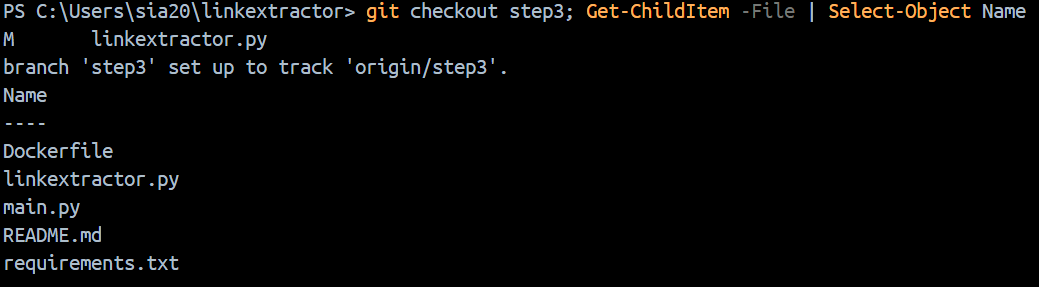 PS C:\Users\sia20\linkextractor> git checkout step3; Get-ChildItem -File | Select-Object Name
M       linkextractor.py
branch 'step3' set up to track 'origin/step3'.
Name
----
Dockerfile
linkextractor.py
main.py
README.md
requirements.txt